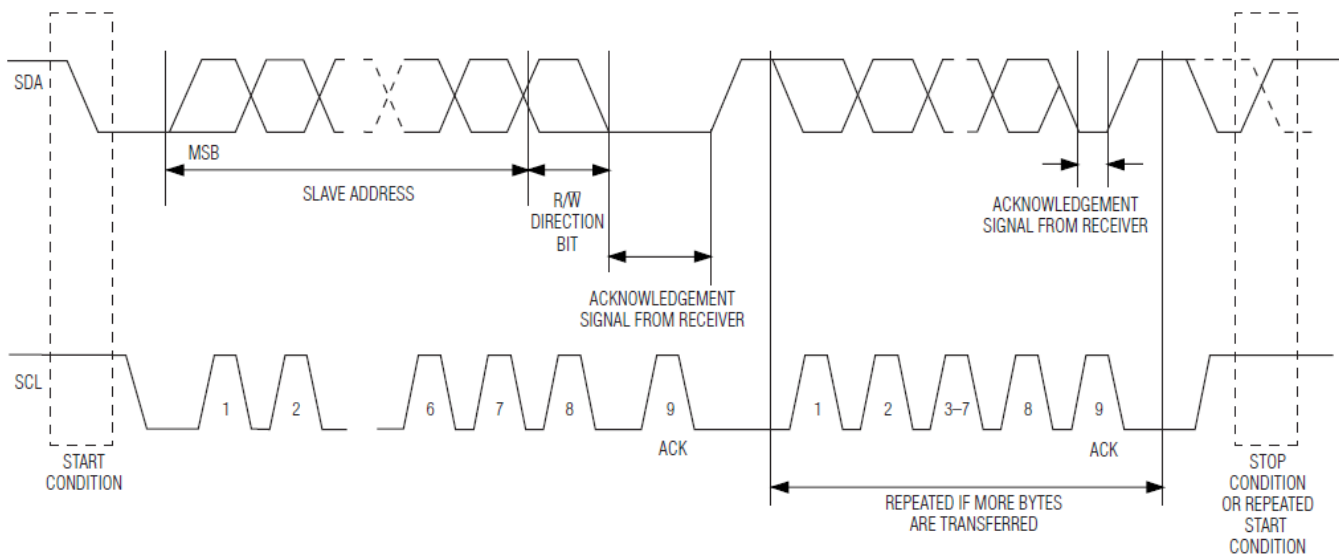 SDA
MSB
SLAVE ADDRESS
R/W̅
DIRECTION
BIT
ACKNOWLEDGEMENT
SIGNAL FROM RECEIVER
ACKNOWLEDGEMENT
SIGNAL FROM RECEIVER
SCL
1
2
6
7
8
9
ACK
1
2
3–7
8
9
ACK
START
CONDITION
REPEATED IF MORE BYTES
ARE TRANSFERRED
STOP
CONDITION
OR REPEATED
START
CONDITION